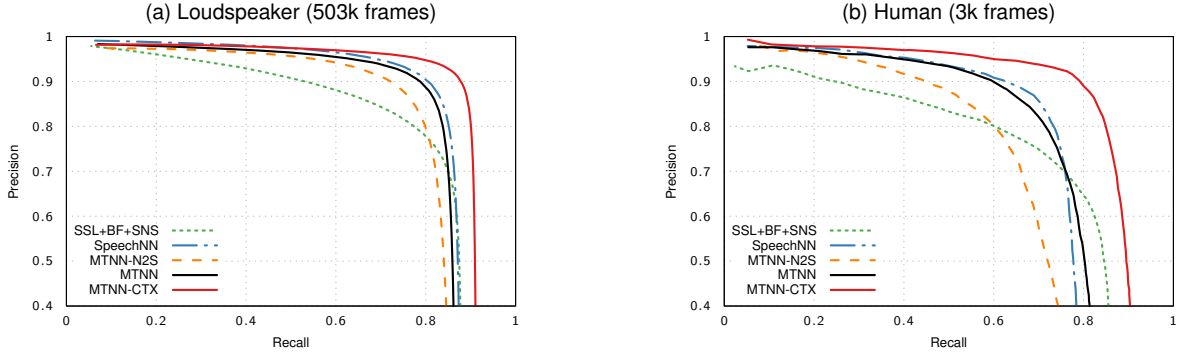 (a) Loudspeaker (503k frames)
1
0.9
0.8
0.7
0.6
0.5
0.4
Precision
SSL+BF+SNS
SpeechNN
MTNN-N2S
MTNN
MTNN-CTX
0
0.2
0.4
0.6
0.8
1
Recall
(b) Human (3k frames)
1
0.9
0.8
0.7
0.6
0.5
0.4
Precision
SSL+BF+SNS
SpeechNN
MTNN-N2S
MTNN
MTNN-CTX
0
0.2
0.4
0.6
0.8
1
Recall